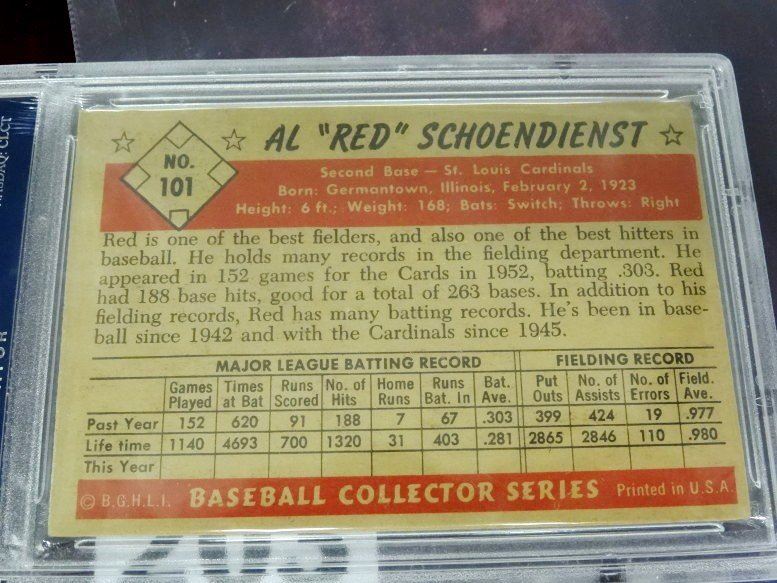 NASDAQ: CLCT
NO.
101
AL "RED" SCHOENDIENST
Second Base — St. Louis Cardinals
Born: Germantown, Illinois, February 2, 1923
Height: 6 ft.; Weight: 168; Bats: Switch; Throws: Right
Red is one of the best fielders, and also one of the best hitters in
baseball. He holds many records in the fielding department. He
appeared in 152 games for the Cards in 1952, batting .303. Red
had 188 base hits, good for a total of 263 bases. In addition to his
fielding records, Red has many batting records. He's been in base-
ball since 1942 and with the Cardinals since 1945.
MAJOR LEAGUE BATTING RECORD FIELDING RECORD
Games Times Runs No. of Home Runs Bat. Put No. of No. of Field.
Played at Bat Scored Hits Runs Bat. In Ave. Outs Assists Errors Ave.
Past Year 152 620 91 188 7 67 .303 399 424 19 .977
Life time 1140 4693 700 1320 31 403 .281 2865 2846 110 .980
This Year
© B.G.H.L.I. BASEBALL COLLECTOR SERIES Printed in U.S.A.